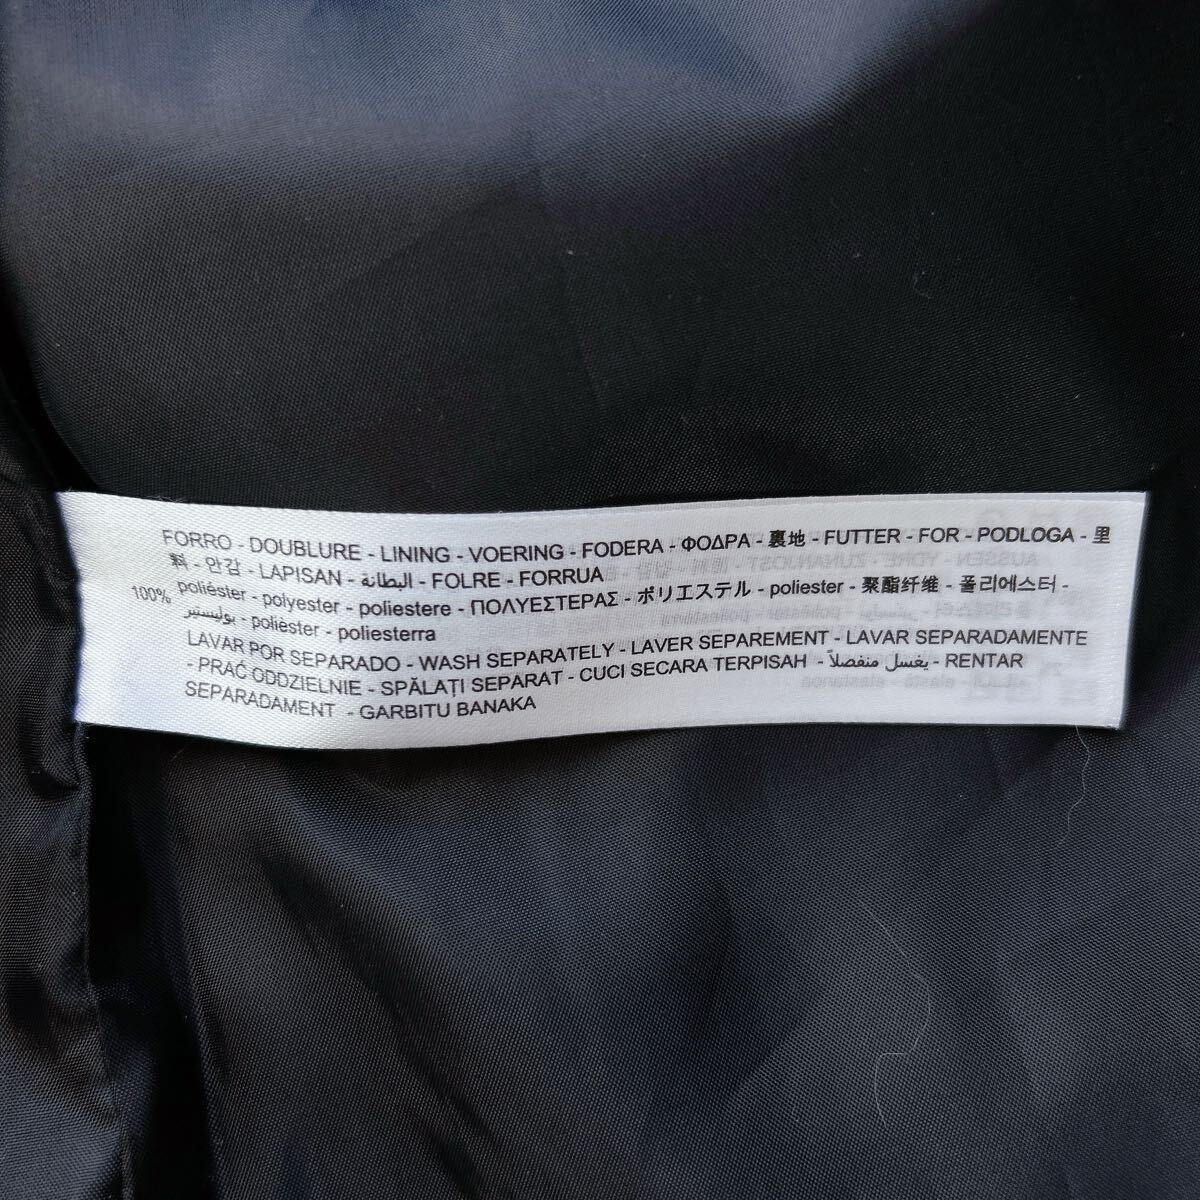 FORRO - DOUBLURE - LINING - VOERING - FODERA - ΦΟΔΡΑ - 裏地 - FUTTER - FOR - PODLOGA - 里
料 - 안감 - LAPISAN - البطانة - FOLRE - FORRUA
100% poliéster - polyester - poliestere - ΠΟΛΥΕΣΤΕΡΑΣ - ポリエステル - poliester - 聚酯纤维 - 폴리에스터 -
بوليستير - polièster - poliesterra
LAVAR POR SEPARADO - WASH SEPARATELY - LAVER SEPAREMENT - LAVAR SEPARADAMENTE
- PRAĆ ODDZIELNIE - SPĂLAȚI SEPARAT - CUCI SECARA TERPISAH - يغسل منفصلاً - RENTAR
SEPARADAMENT - GARBITU BANAKA